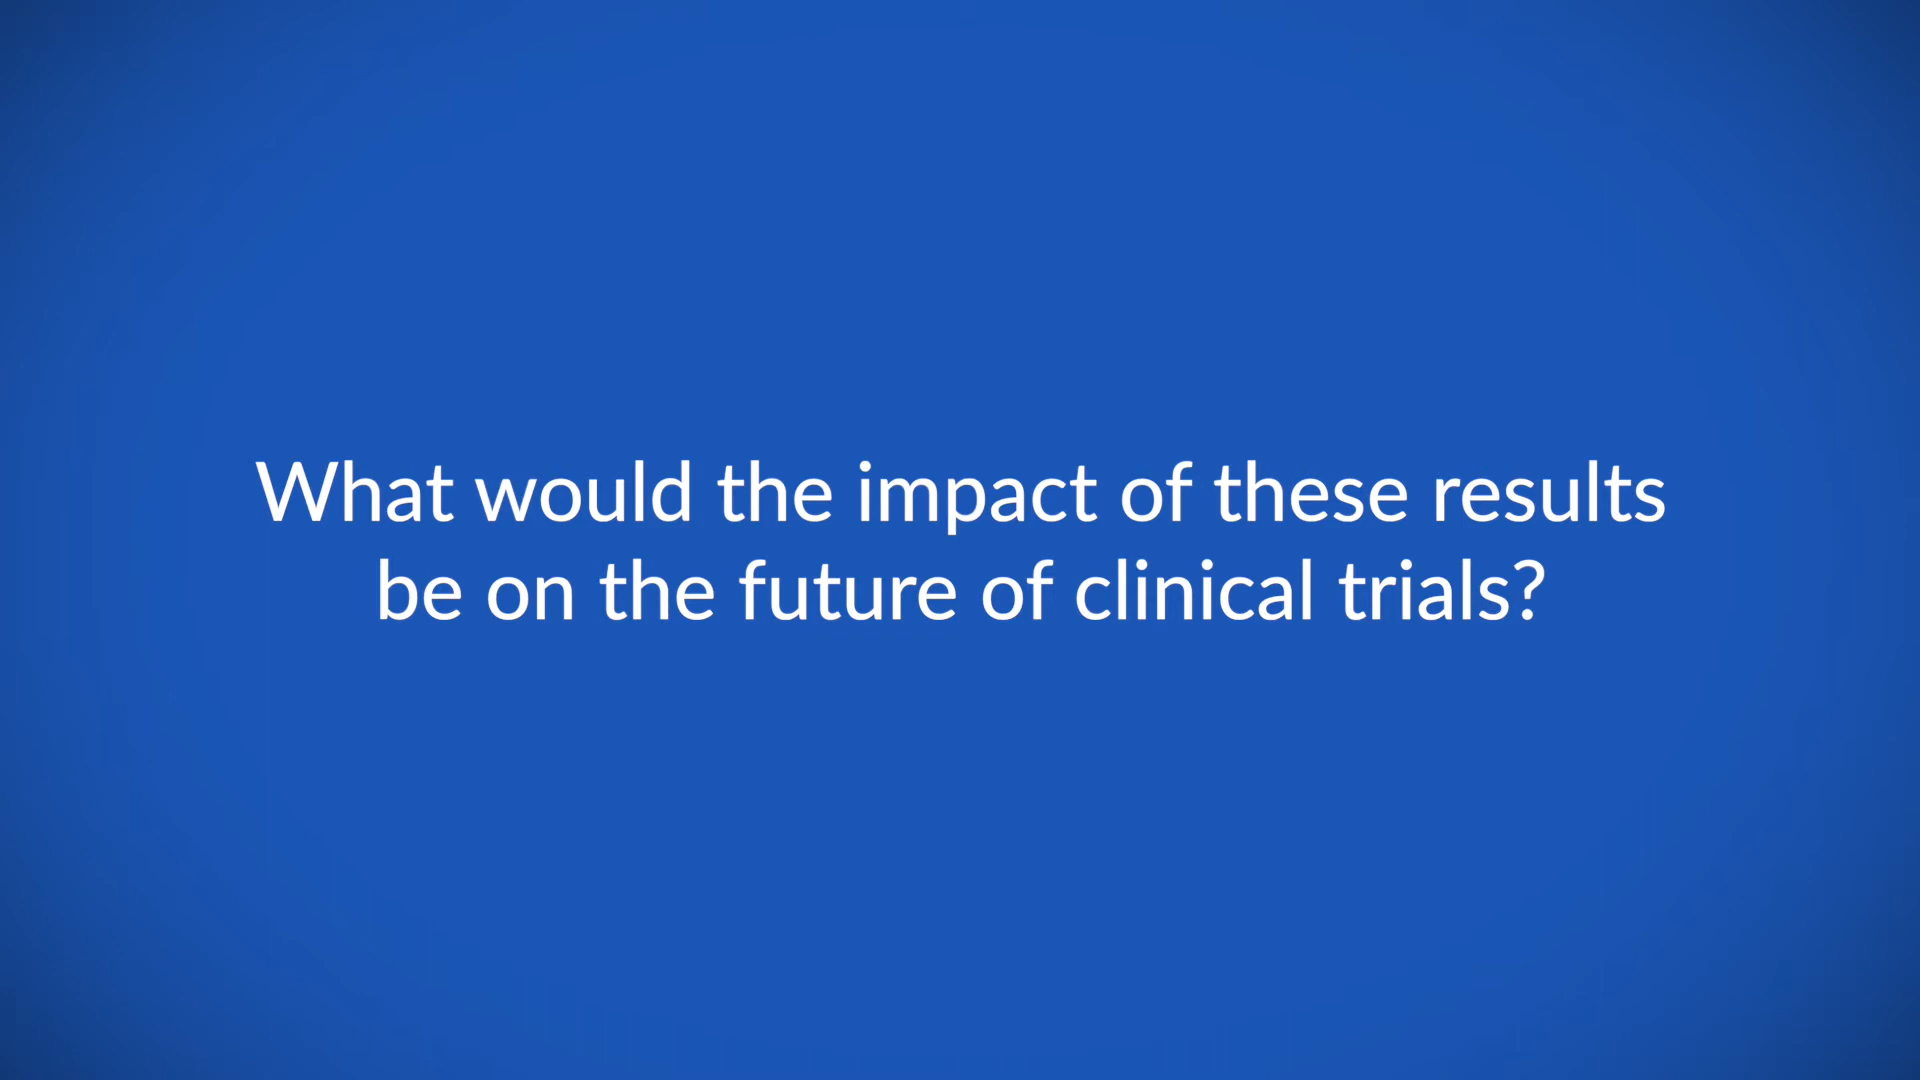 What would the impact of these results
be on the future of clinical trials?